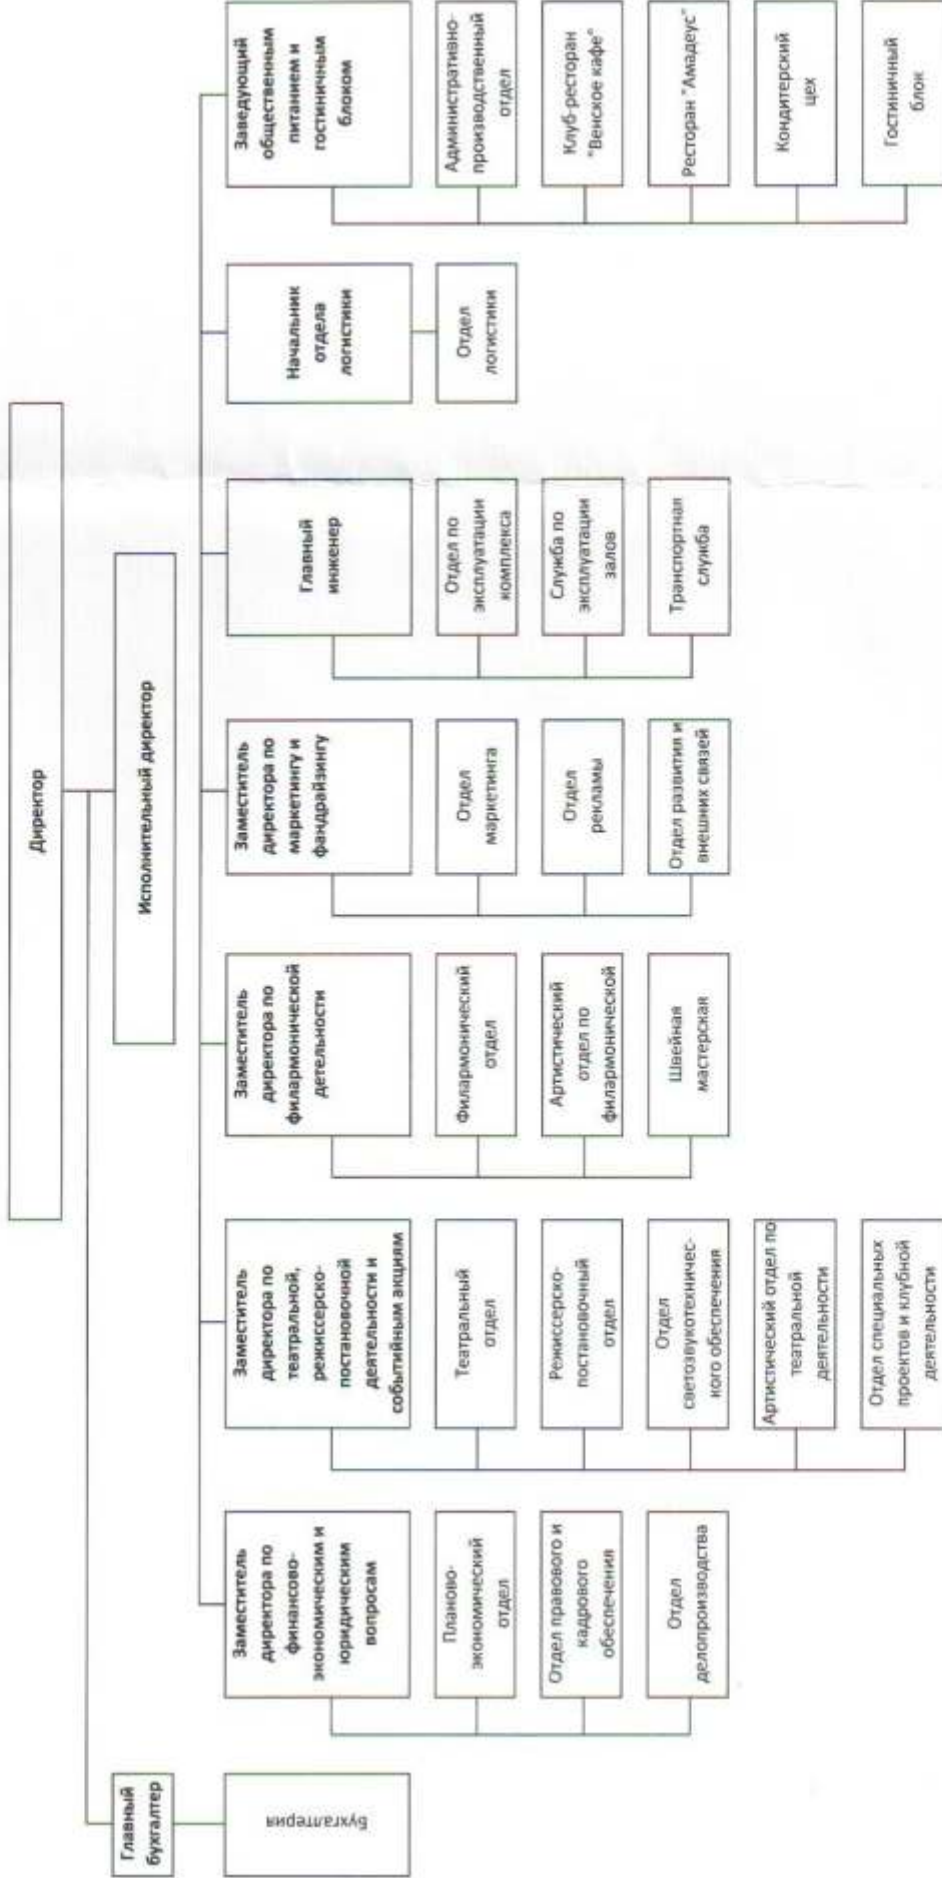 Директор
Главный
бухгалтер
Исполнительный директор
Бухгалтерия
Заместитель
директора по
финансово-
экономическим и
юридическим
вопросам
Планово-
экономический
отдел
Отдел правового и
кадрового
обеспечения
Отдел
делопроизводства
Заместитель
директора по
театральной,
режиссерско-
постановочной
деятельности и
событийным акциям
Театральный
отдел
Режиссерско-
постановочный
отдел
Отдел
светозвукотехничес-
кого обеспечения
Артистический отдел по
театральной
деятельности
Отдел специальных
проектов и клубной
деятельности
Заместитель
директора по
филармонической
детельности
Филармонический
отдел
Артистический
отдел по
филармонической
Швейная
мастерская
Заместитель
директора по
маркетингу и
фандрайзингу
Отдел
маркетинга
Отдел
рекламы
Отдел развития и
внешних связей
Главный
инженер
Отдел по
эксплуатации
комплекса
Служба по
эксплуатации
залов
Транспортная
служба
Начальник
отдела
логистики
Отдел
логистики
Заведующий
общественным
питанием и
гостиничным
блоком
Административно-
производственный
отдел
Клуб-ресторан
"Венское кафе"
Ресторан "Амадеус"
Кондитерский
цех
Гостиничный
блок